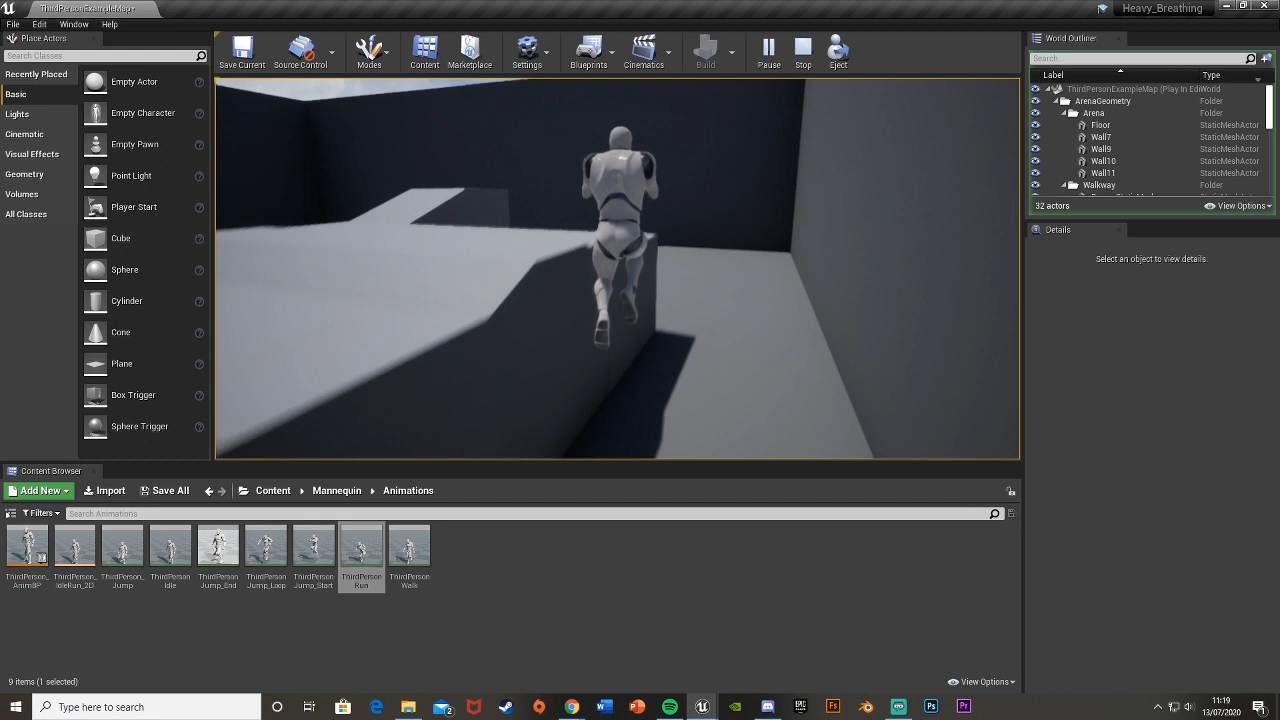 ThirdPersonExampleMap*
Heavy_Breathing
File Edit Window Help
Place Actors
Search Classes
Recently Placed
Basic
Lights
Cinematic
Visual Effects
Geometry
Volumes
All Classes
Empty Actor
Empty Character
Empty Pawn
Point Light
Player Start
Cube
Sphere
Cylinder
Cone
Plane
Box Trigger
Sphere Trigger
Save Current
Source Control
Modes
Content
Marketplace
Settings
Blueprints
Cinematics
Build
Pause
Stop
Eject
World Outliner
Search...
Label Type
ThirdPersonExampleMap (Play In Edi World
ArenaGeometry Folder
Arena Folder
Floor StaticMeshActor
Wall7 StaticMeshActor
Wall9 StaticMeshActor
Wall10 StaticMeshActor
Wall11 StaticMeshActor
Walkway Folder
32 actors View Options
Details
Select an object to view details.
Content Browser
Add New Import Save All Content Mannequin Animations
Filters Search Animations
ThirdPerson_
AnimBP
ThirdPerson_
IdleRun_2D
ThirdPerson_
Jump
ThirdPerson
Idle
ThirdPerson
Jump_End
ThirdPerson
Jump_Loop
ThirdPerson
Jump_Start
ThirdPerson
Run
ThirdPerson
Walk
9 items (1 selected) View Options
Type here to search
11:19
13/07/2020